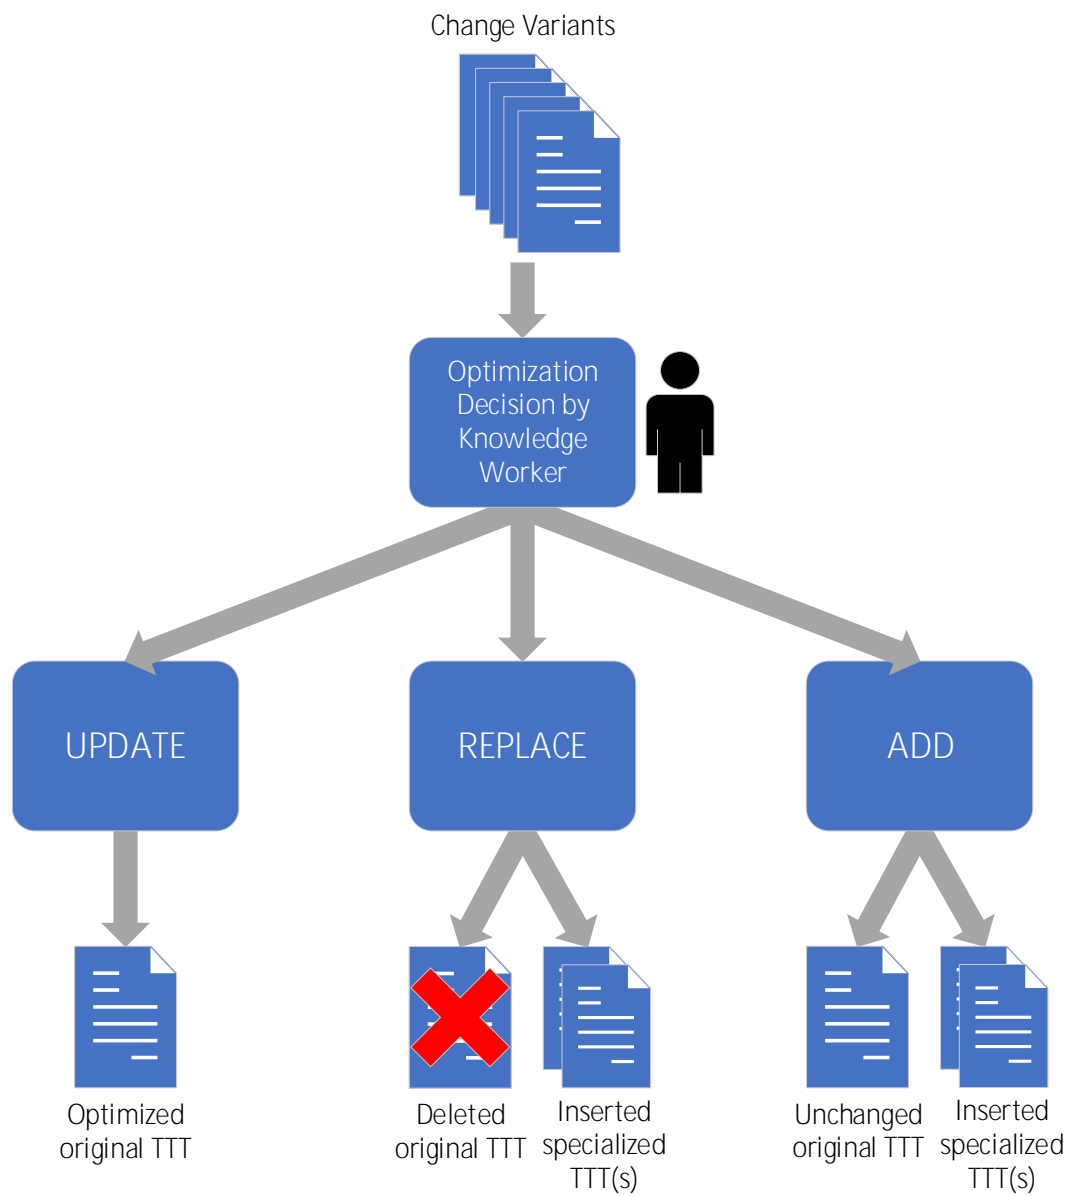 Change Variants
Optimization
Decision by
Knowledge
Worker
UPDATE
REPLACE
ADD
Optimized
original TTT
Deleted
original TTT
Inserted
specialized
TTT(s)
Unchanged
original TTT
Inserted
specialized
TTT(s)